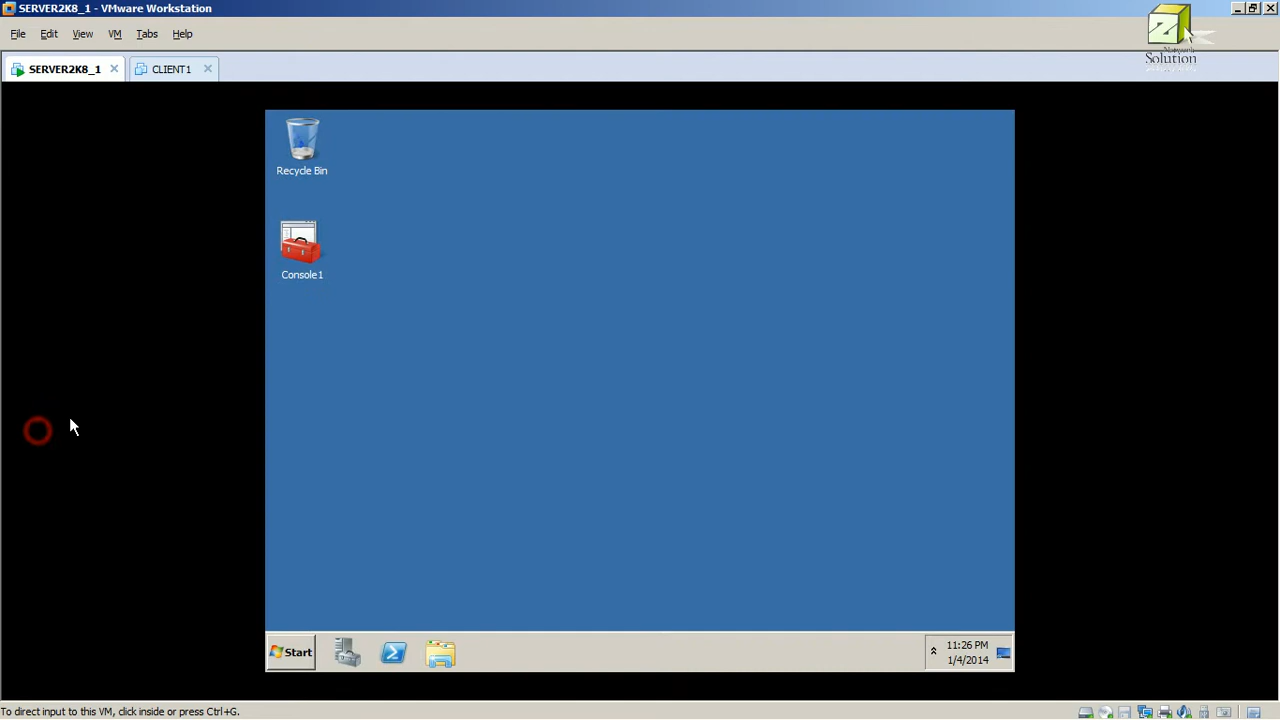 SERVER2K8_1 - VMware Workstation
File Edit View VM Tabs Help
Solution
SERVER2K8_1
CLIENT1
Recycle Bin
Console1
Start
11:26 PM
1/4/2014
To direct input to this VM, click inside or press Ctrl+G.